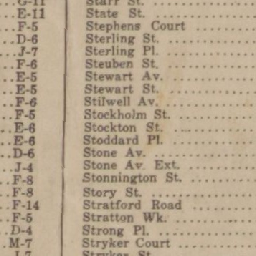 G-11 Starr St.
E-11 State St.
F-5 Stephens Court
D-6 Sterling St.
J-7 Sterling Pl.
F-6 Steuben St.
E-5 Stewart Av.
E-5 Stewart St.
F-6 Stilwell Av.
F-5 Stockholm St.
E-6 Stockton St.
E-6 Stoddard Pl.
D-6 Stone Av.
J-4 Stone Av. Ext.
F-8 Stonnington St.
F-8 Story St.
F-14 Stratford Road
F-5 Stratton Wk.
D-4 Strong Pl.
M-7 Stryker Court
J-7 Stryker St.